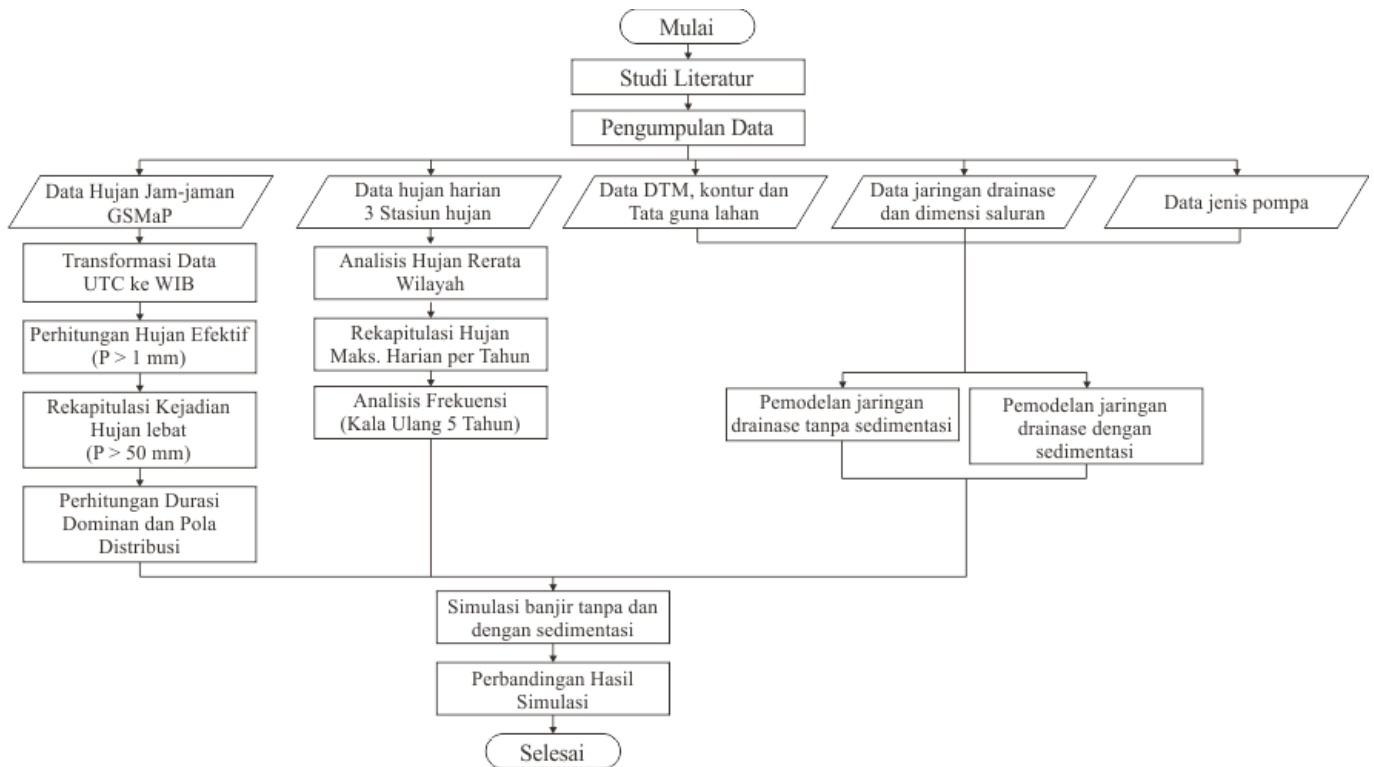 Mulai
Studi Literatur
Pengumpulan Data
Data Hujan Jam-jaman
GSMaP
Data hujan harian
3 Stasiun hujan
Data DTM, kontur dan
Tata guna lahan
Data jaringan drainase
dan dimensi saluran
Data jenis pompa
Transformasi Data
UTC ke WIB
Perhitungan Hujan Efektif
(P > 1 mm)
Rekapitulasi Kejadian
Hujan lebat
(P > 50 mm)
Perhitungan Durasi
Dominan dan Pola
Distribusi
Analisis Hujan Rerata
Wilayah
Rekapitulasi Hujan
Maks. Harian per Tahun
Analisis Frekuensi
(Kala Ulang 5 Tahun)
Pemodelan jaringan
drainase tanpa sedimentasi
Pemodelan jaringan
drainase dengan
sedimentasi
Simulasi banjir tanpa dan
dengan sedimentasi
Perbandingan Hasil
Simulasi
Selesai